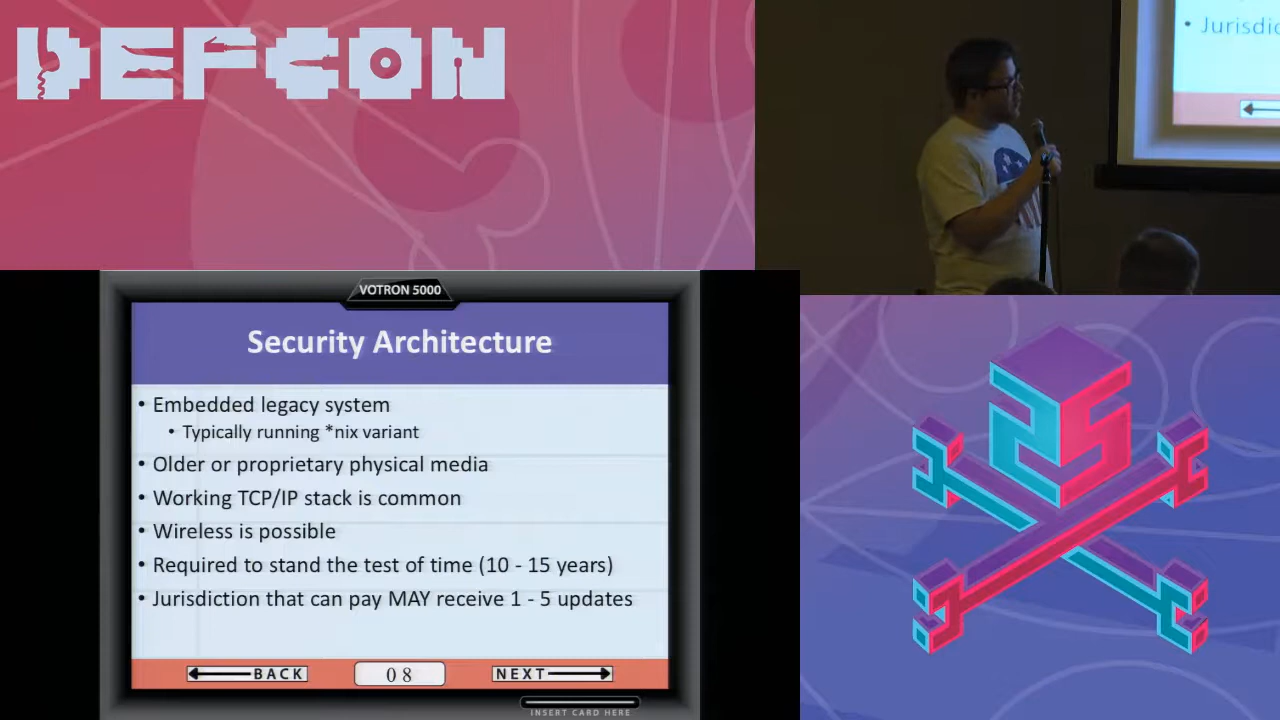 DEFCON
• Jurisdic
VOTRON 5000
Security Architecture
• Embedded legacy system
• Typically running *nix variant
• Older or proprietary physical media
• Working TCP/IP stack is common
• Wireless is possible
• Required to stand the test of time (10 - 15 years)
• Jurisdiction that can pay MAY receive 1 - 5 updates
BACK
08
NEXT
INSERT CARD HERE
25